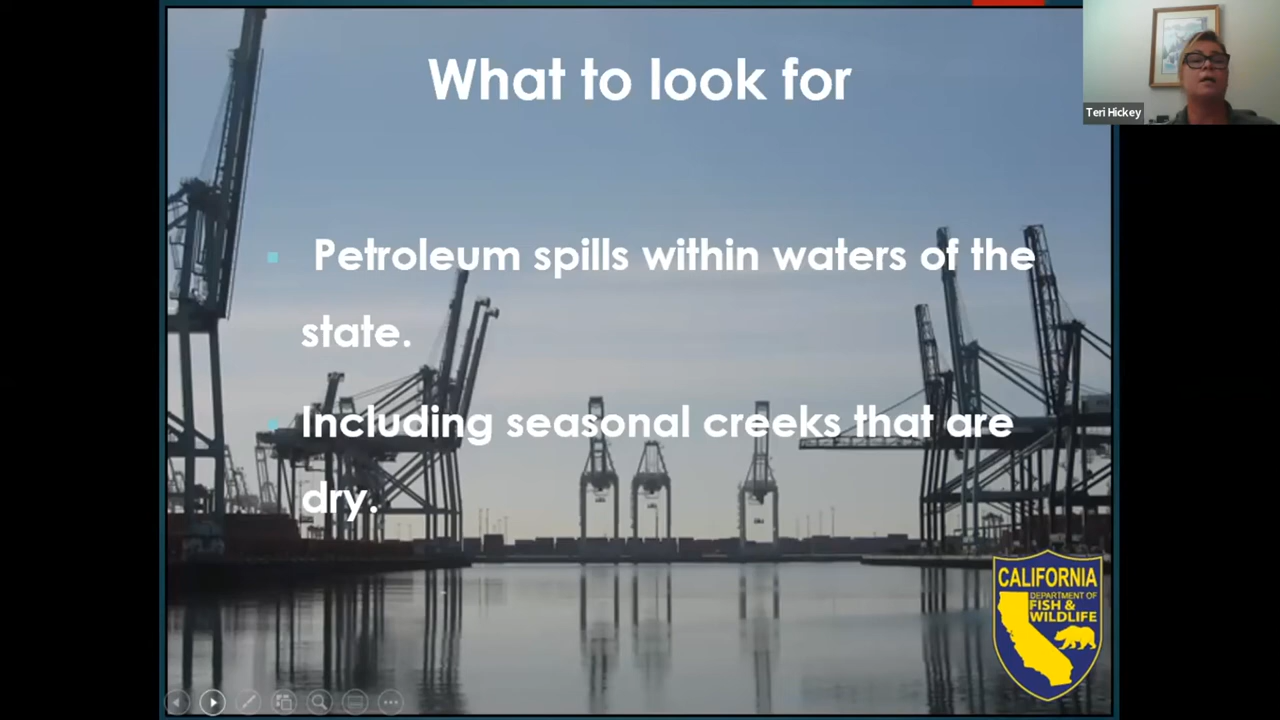 What to look for
Teri Hickey
Petroleum spills within waters of the
state.
Including seasonal creeks that are
dry.
CALIFORNIA
DEPARTMENT OF
FISH &
WILDLIFE